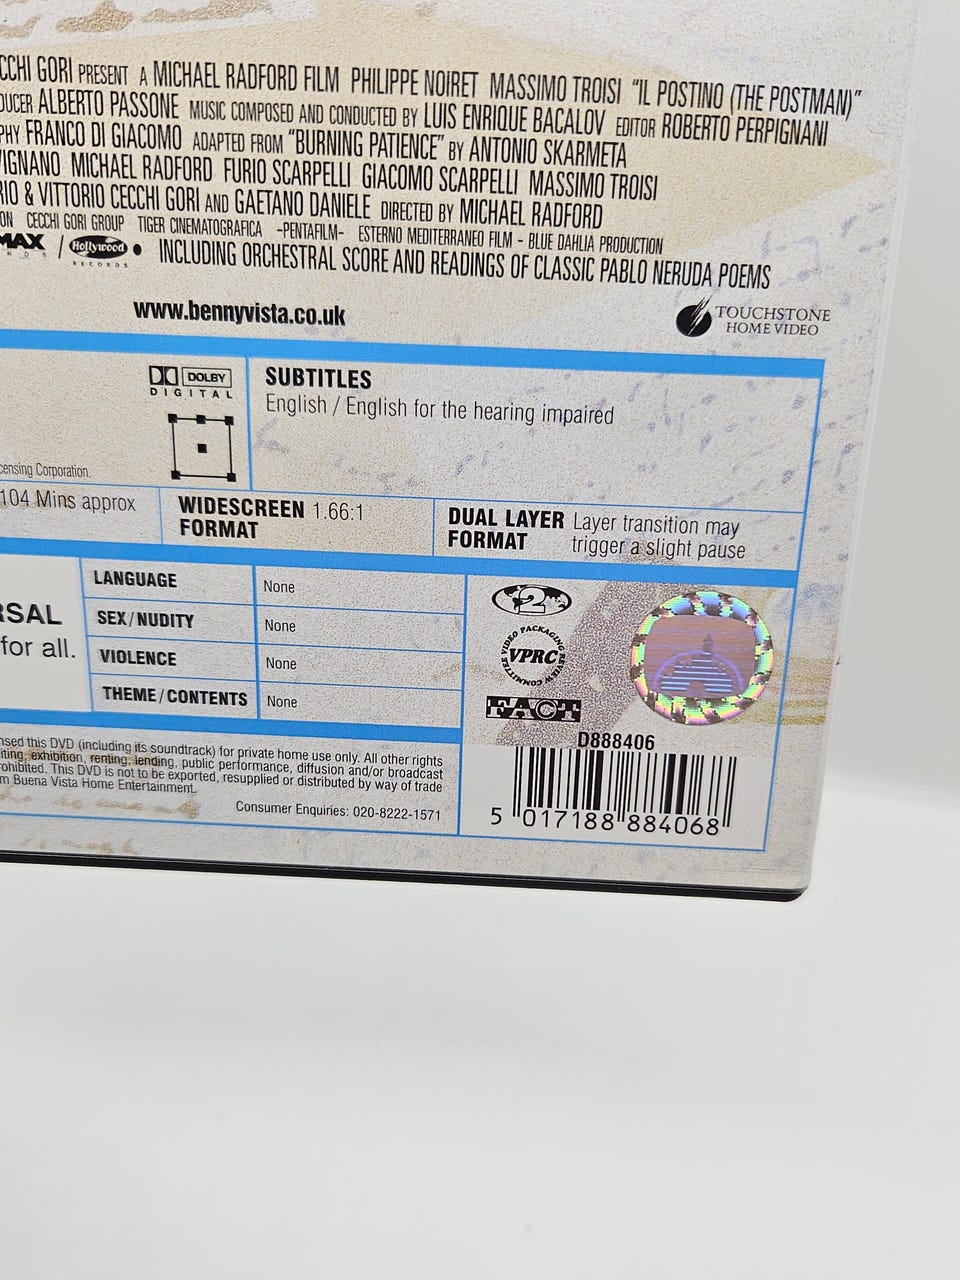 CCHI GORI PRESENT A MICHAEL RADFORD FILM PHILIPPE NOIRET MASSIMO TROISI "IL POSTINO (THE POSTMAN)"
DUCER ALBERTO PASSONE MUSIC COMPOSED AND CONDUCTED BY LUIS ENRIQUE BACALOV EDITOR ROBERTO PERPIGNANI
PHY FRANCO DI GIACOMO ADAPTED FROM "BURNING PATIENCE" BY ANTONIO SKARMETA
IGNANO MICHAEL RADFORD FURIO SCARPELLI GIACOMO SCARPELLI MASSIMO TROISI
RIO & VITTORIO CECCHI GORI AND GAETANO DANIELE DIRECTED BY MICHAEL RADFORD
ON CECCHI GORI GROUP TIGER CINEMATOGRAFICA -PENTAFILM- ESTERNO MEDITERRANEO FILM - BLUE DAHLIA PRODUCTION
MAX RDS / Hollywood RECORDS • INCLUDING ORCHESTRAL SCORE AND READINGS OF CLASSIC PABLO NERUDA POEMS
www.bennyvista.co.uk
TOUCHSTONE
HOME VIDEO
DOLBY
DIGITAL
SUBTITLES
English / English for the hearing impaired
censing Corporation.
104 Mins approx
WIDESCREEN 1.66:1
FORMAT
DUAL LAYER Layer transition may
FORMAT trigger a slight pause
RSAL
for all.
LANGUAGE None
SEX/NUDITY None
VIOLENCE None
THEME/CONTENTS None
2
VIDEO PACKAGING REVIEW COMMITTEE
VPRC
FACT
D888406
5 017188 884068
nsed this DVD (including its soundtrack) for private home use only. All other rights
iting, exhibition, renting, lending, public performance, diffusion and/or broadcast
rohibited. This DVD is not to be exported, resupplied or distributed by way of trade
m Buena Vista Home Entertainment.
Consumer Enquiries: 020-8222-1571